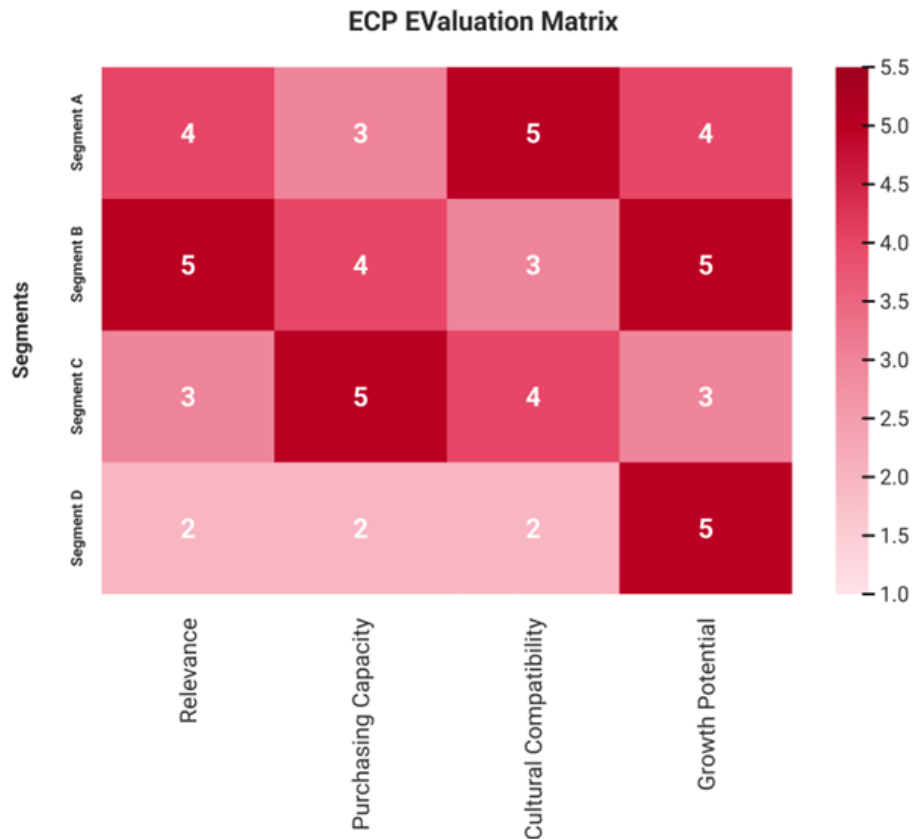 ECP EValuation Matrix
Segments
Segment A
4 3 5 4
Segment B
5 4 3 5
Segment C
3 5 4 3
Segment D
2 2 2 5
Relevance
Purchasing Capacity
Cultural Compatibility
Growth Potential
5.5
5.0
4.5
4.0
3.5
3.0
2.5
2.0
1.5
1.0